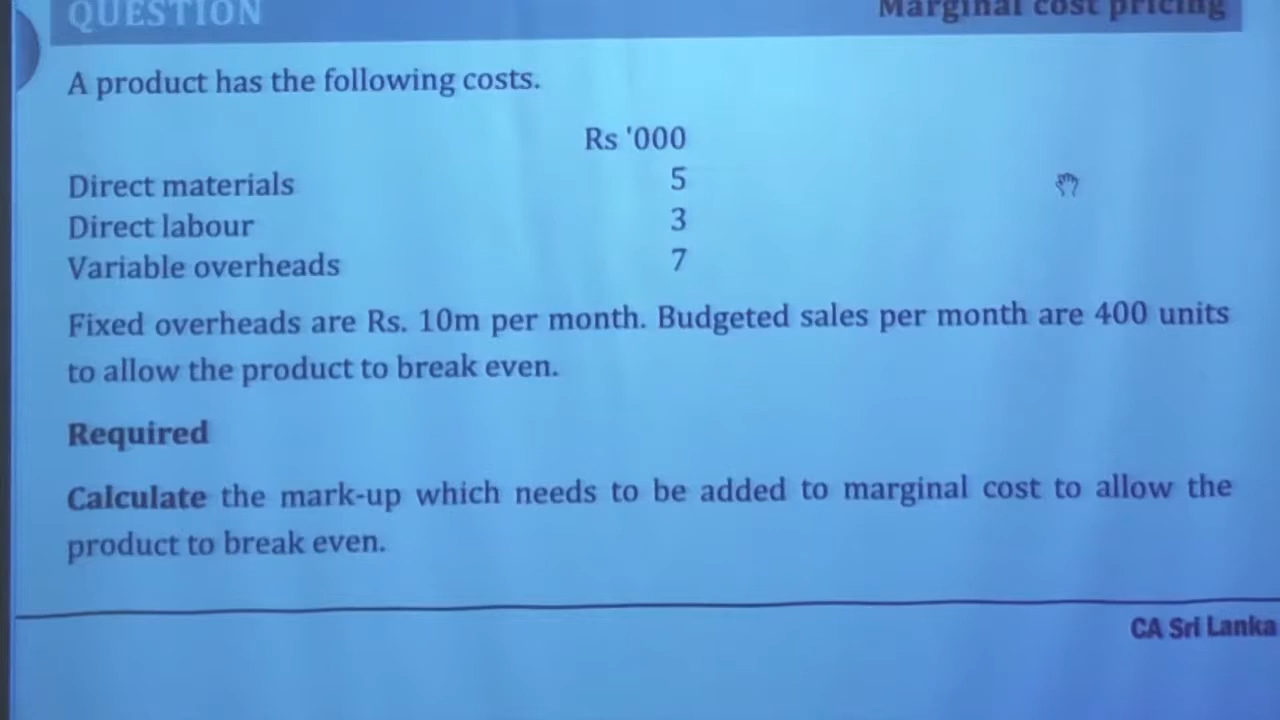 QUESTION
Marginal cost pricing
A product has the following costs.
Rs '000
Direct materials 5
Direct labour 3
Variable overheads 7
Fixed overheads are Rs. 10m per month. Budgeted sales per month are 400 units
to allow the product to break even.
Required
Calculate the mark-up which needs to be added to marginal cost to allow the
product to break even.
CA Sri Lanka